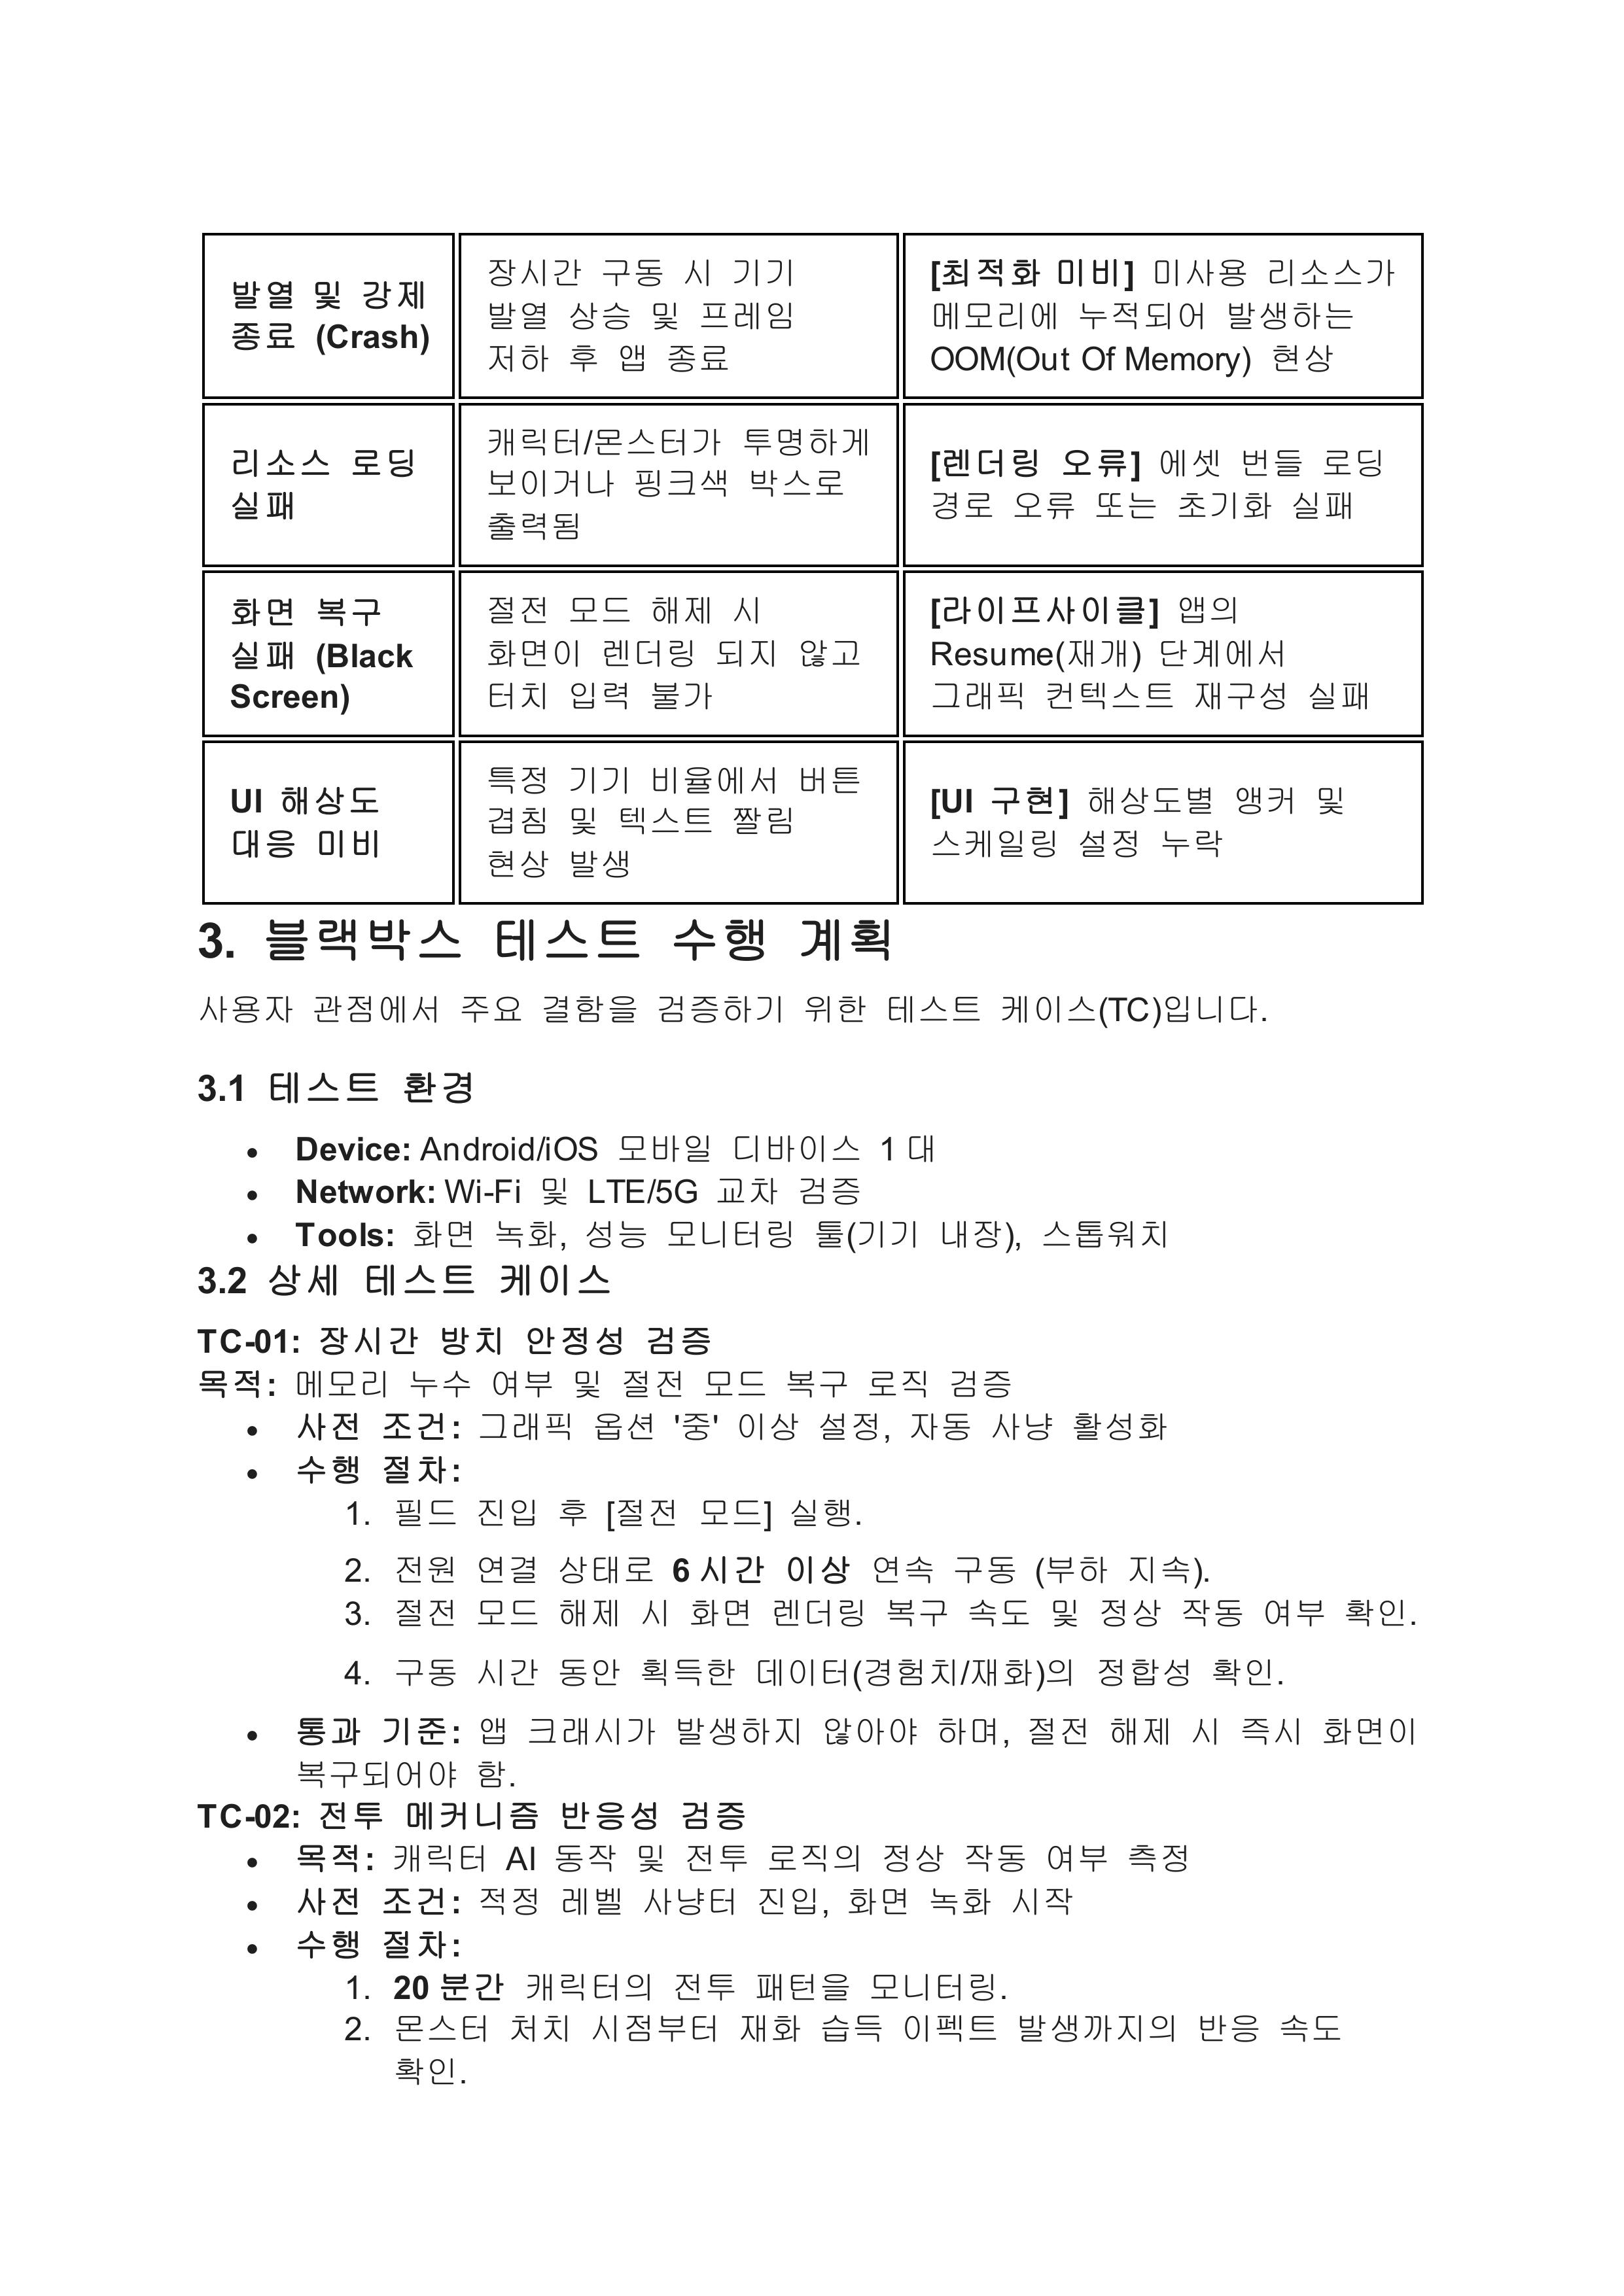 발열 및 강제
종료 (Crash)
장시간 구동 시 기기
발열 상승 및 프레임
저하 후 앱 종료
[최적화 미비] 미사용 리소스가
메모리에 누적되어 발생하는
OOM(Out Of Memory) 현상
리소스 로딩
실패
캐릭터/몬스터가 투명하게
보이거나 핑크색 박스로
출력됨
[렌더링 오류] 에셋 번들 로딩
경로 오류 또는 초기화 실패
화면 복구
실패 (Black
Screen)
절전 모드 해제 시
화면이 렌더링 되지 않고
터치 입력 불가
[라이프사이클] 앱의
Resume(재개) 단계에서
그래픽 컨텍스트 재구성 실패
UI 해상도
대응 미비
특정 기기 비율에서 버튼
겹침 및 텍스트 짤림
현상 발생
[UI 구현] 해상도별 앵커 및
스케일링 설정 누락
3. 블랙박스 테스트 수행 계획
사용자 관점에서 주요 결함을 검증하기 위한 테스트 케이스(TC)입니다.
3.1 테스트 환경
• Device: Android/iOS 모바일 디바이스 1대
• Network: Wi-Fi 및 LTE/5G 교차 검증
• Tools: 화면 녹화, 성능 모니터링 툴(기기 내장), 스톱워치
3.2 상세 테스트 케이스
TC-01: 장시간 방치 안정성 검증
목적: 메모리 누수 여부 및 절전 모드 복구 로직 검증
• 사전 조건: 그래픽 옵션 '중' 이상 설정, 자동 사냥 활성화
• 수행 절차:
1. 필드 진입 후 [절전 모드] 실행.
2. 전원 연결 상태로 6시간 이상 연속 구동 (부하 지속).
3. 절전 모드 해제 시 화면 렌더링 복구 속도 및 정상 작동 여부 확인.
4. 구동 시간 동안 획득한 데이터(경험치/재화)의 정합성 확인.
• 통과 기준: 앱 크래시가 발생하지 않아야 하며, 절전 해제 시 즉시 화면이
복구되어야 함.
TC-02: 전투 메커니즘 반응성 검증
• 목적: 캐릭터 AI 동작 및 전투 로직의 정상 작동 여부 측정
• 사전 조건: 적정 레벨 사냥터 진입, 화면 녹화 시작
• 수행 절차:
1. 20분간 캐릭터의 전투 패턴을 모니터링.
2. 몬스터 처치 시점부터 재화 습득 이펙트 발생까지의 반응 속도
확인.